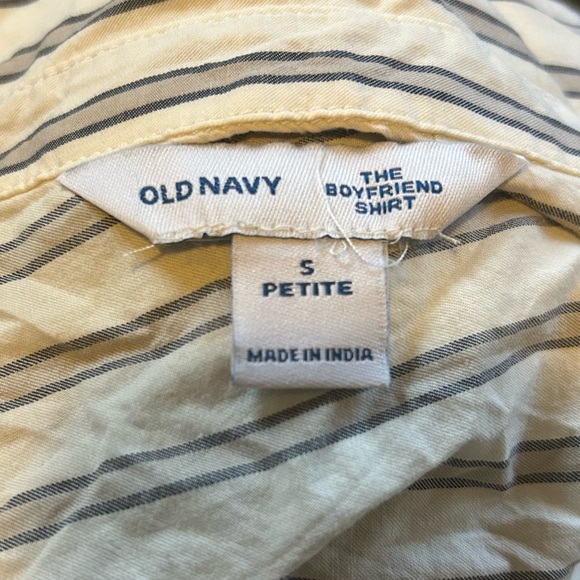 OLD NAVY
THE
BOYFRIEND
SHIRT
S
PETITE
MADE IN INDIA